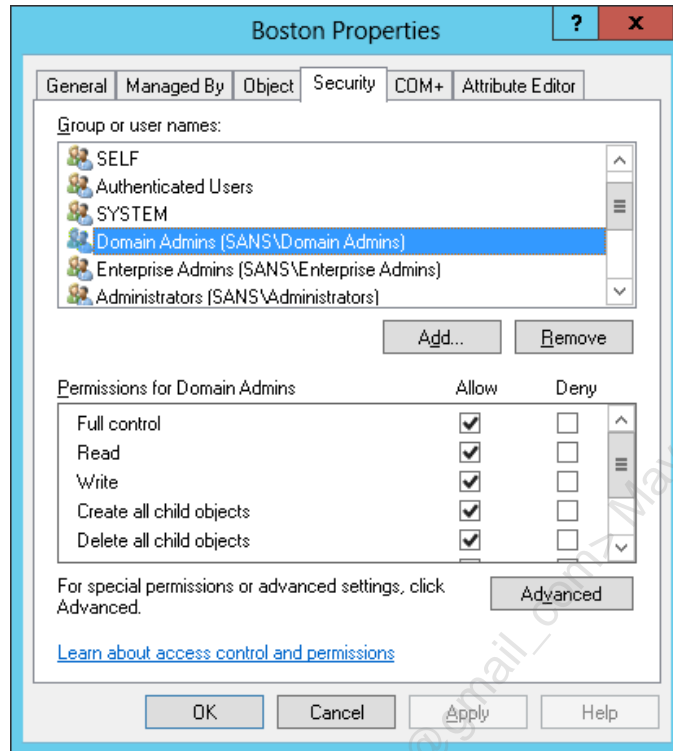 Boston Properties
? x
General Managed By Object Security COM+ Attribute Editor
Group or user names:
SELF
Authenticated Users
SYSTEM
Domain Admins (SANS\Domain Admins)
Enterprise Admins (SANS\Enterprise Admins)
Administrators (SANS\Administrators)
Add... Remove
Permissions for Domain Admins Allow Deny
Full control
Read
Write
Create all child objects
Delete all child objects
For special permissions or advanced settings, click
Advanced.
Advanced
Learn about access control and permissions
OK Cancel Apply Help
@gmail_comz May